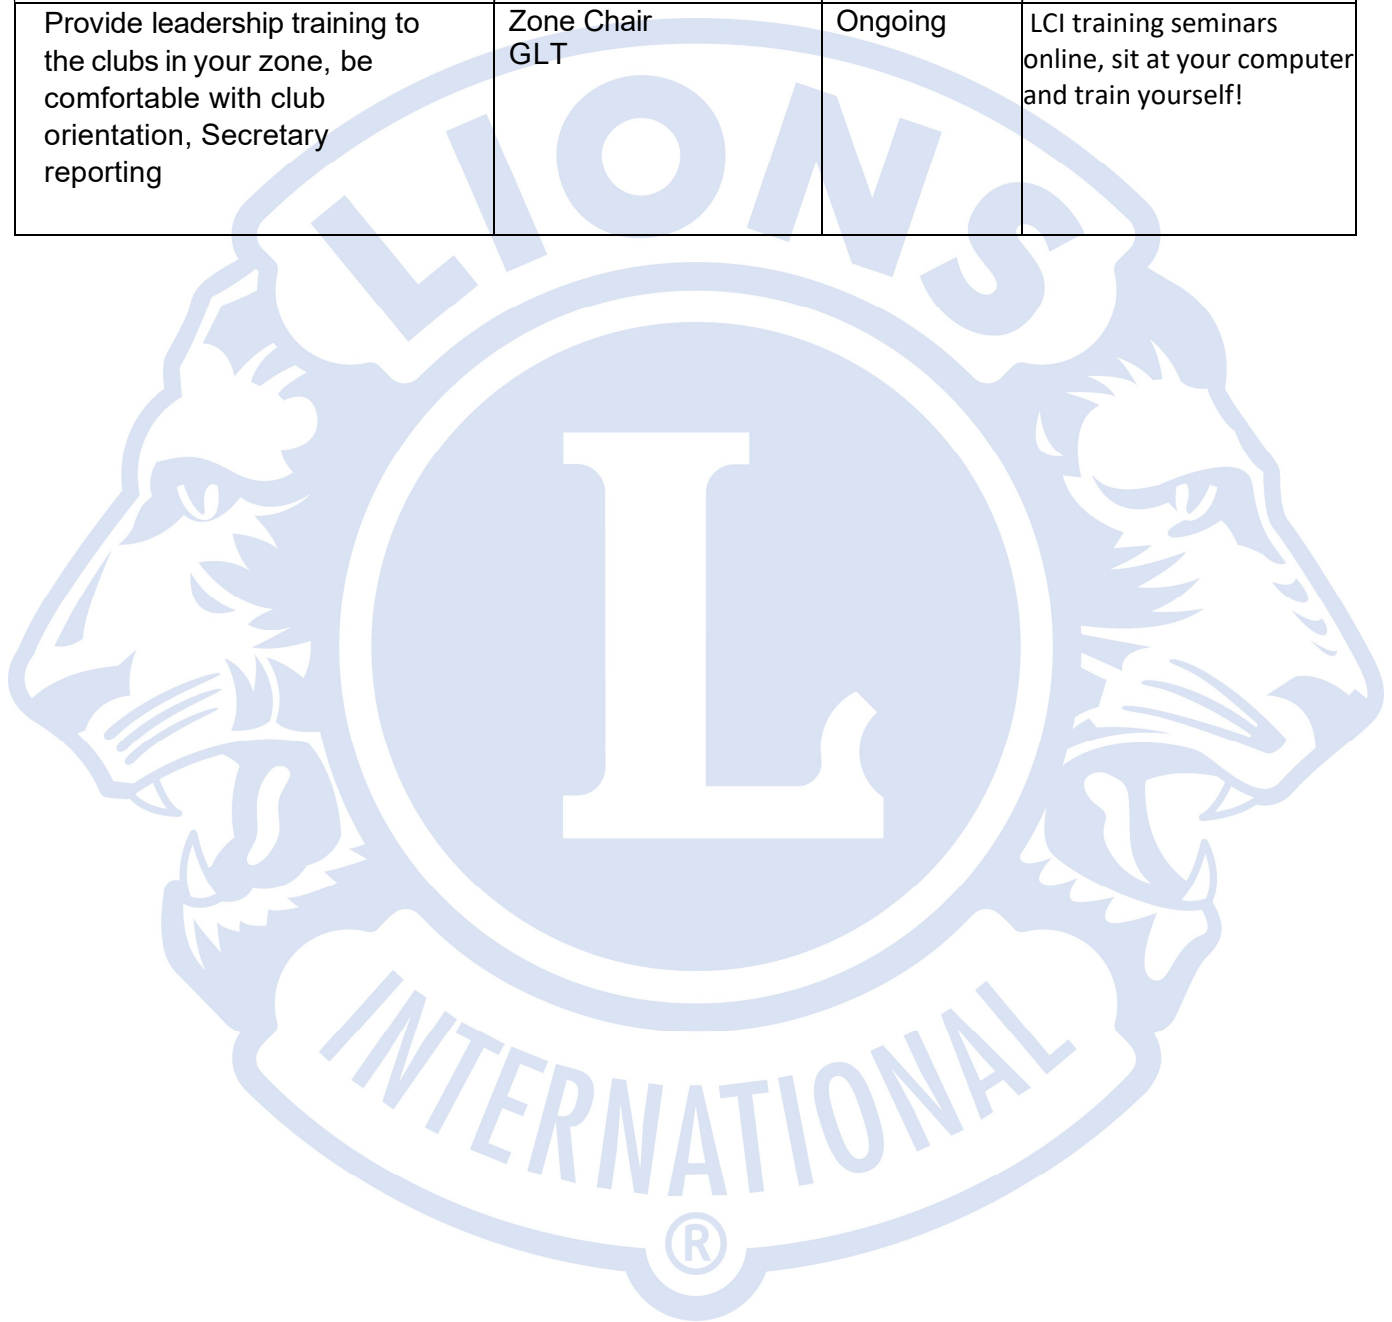 Provide leadership training to
the clubs in your zone, be
comfortable with club
orientation, Secretary
reporting
Zone Chair
GLT
Ongoing
LCI training seminars
online, sit at your computer
and train yourself!
LIONS
L
INTERNATIONAL
®